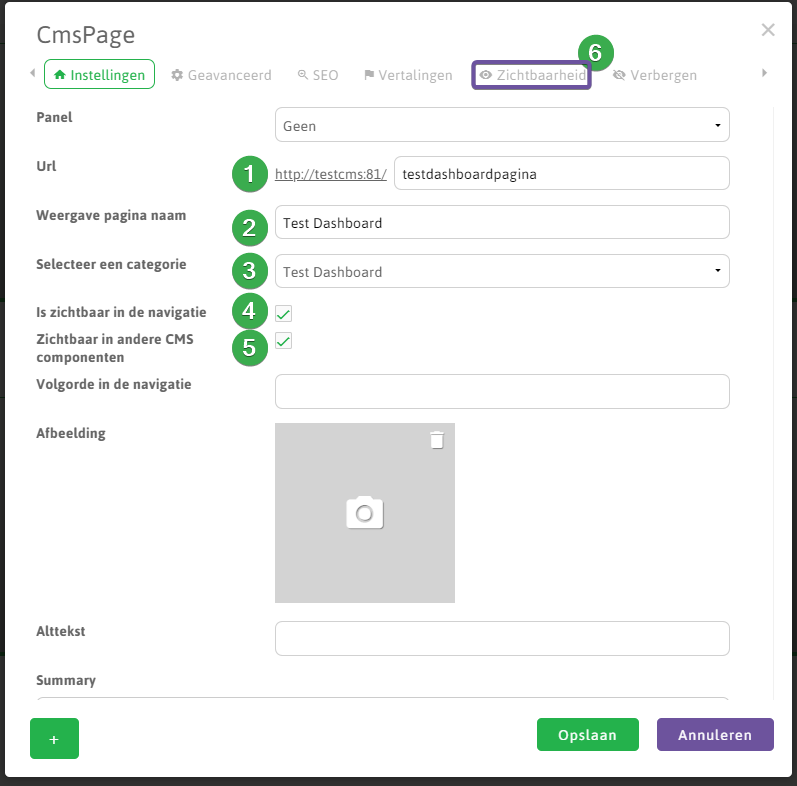 CmsPage
6
Instellingen Geavanceerd SEO Vertalingen Zichtbaarheid Verbergen
Panel
Geen
Url
1 http://testcms:81/ testdashboardpagina
Weergave pagina naam
2 Test Dashboard
Selecteer een categorie
3 Test Dashboard
Is zichtbaar in de navigatie 4
Zichtbaar in andere CMS
componenten 5
Volgorde in de navigatie
Afbeelding
Alttekst
Summary
+ Opslaan Annuleren